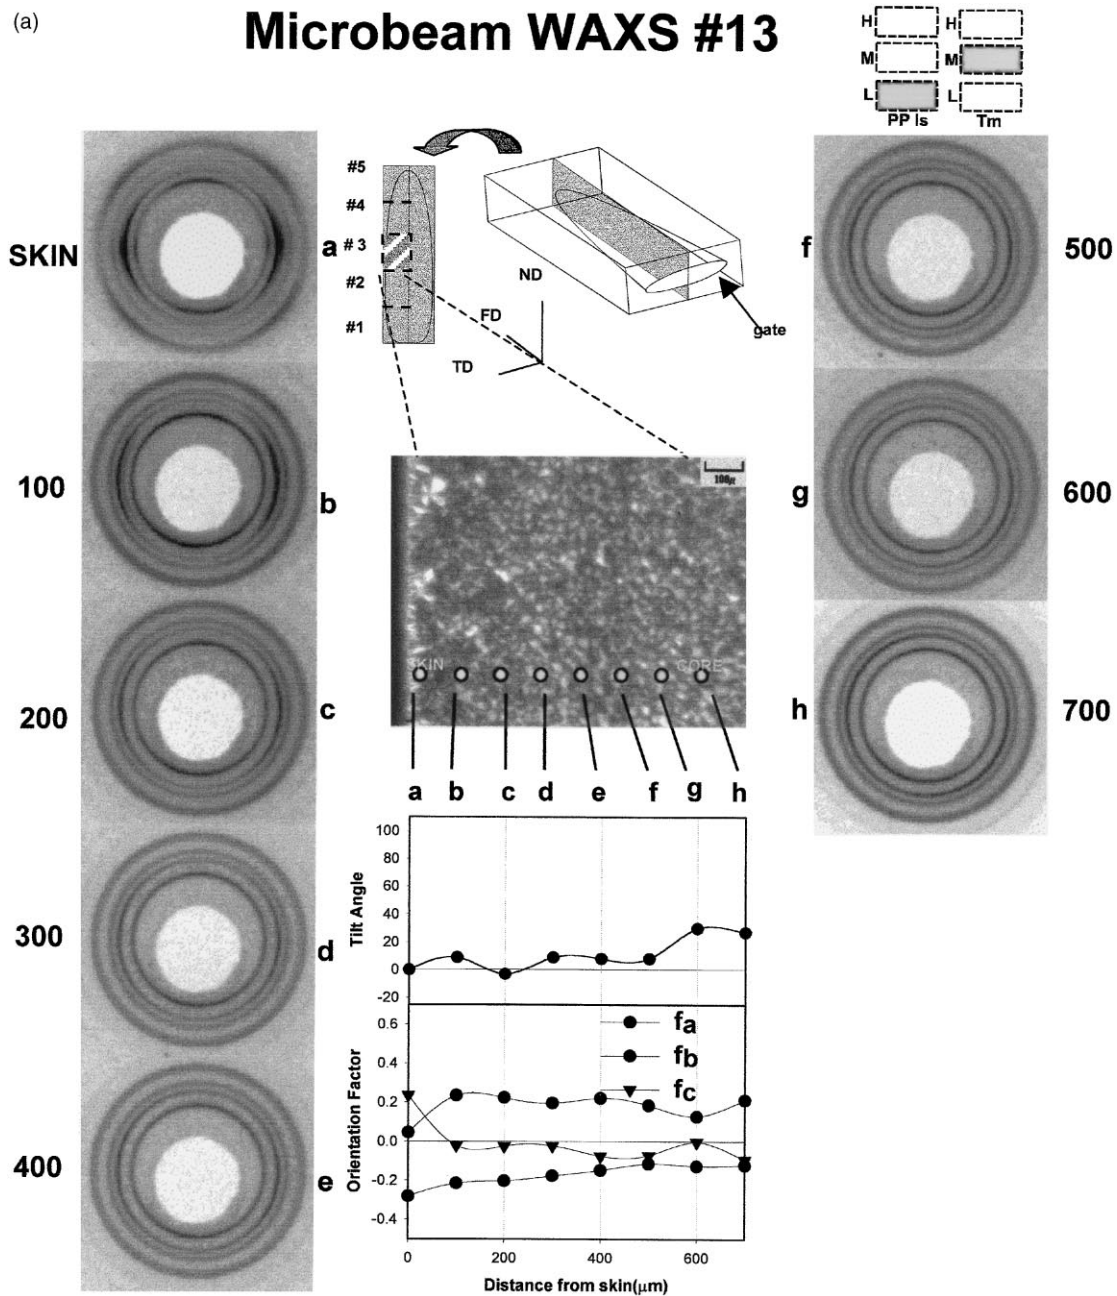 (a)
Microbeam WAXS #13
H H
M M
L L
PP Is Tm
SKIN
a
100
b
200
c
300
d
400
e
#5
#4
#3
#2
#1
ND
FD
TD
gate
f
500
g
600
h
700
100µ
SKIN CORE
a b c d e f g h
Tilt Angle
100
80
60
40
20
0
-20
Orientation Factor
0.6
0.4
0.2
0.0
-0.2
-0.4
fa
fb
fc
0 200 400 600
Distance from skin(µm)